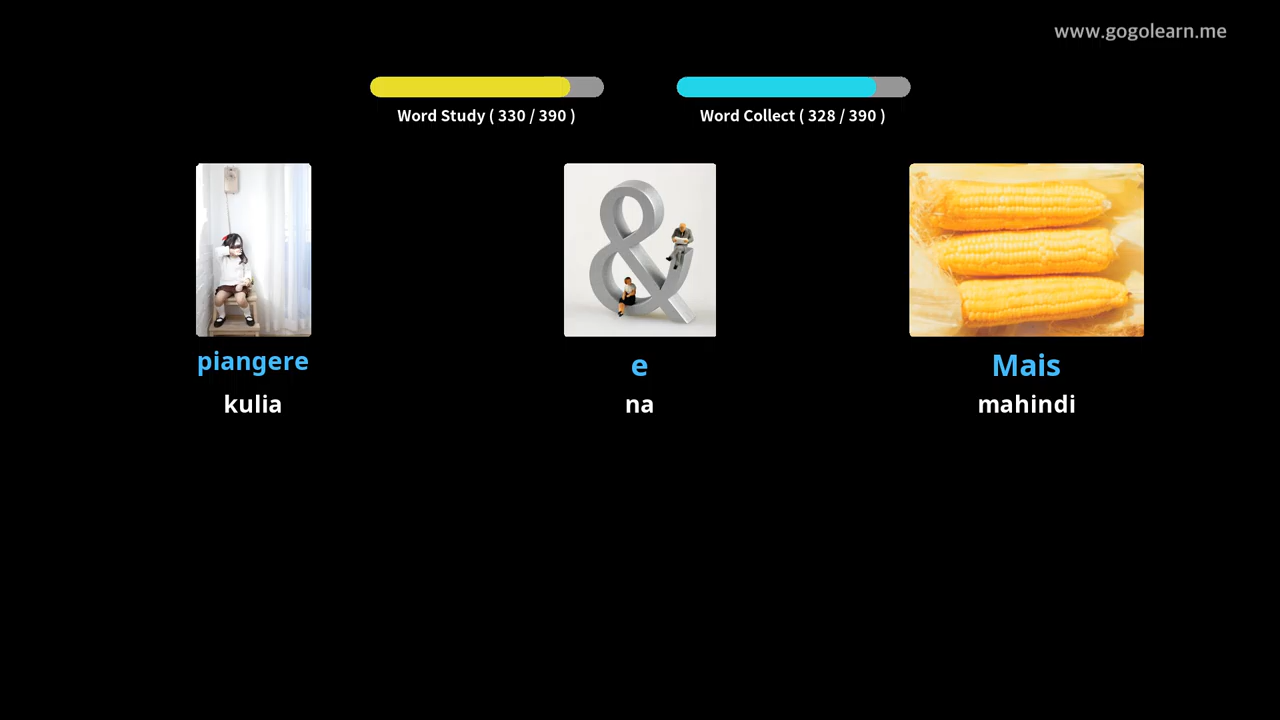 www.gogolearn.me
Word Study ( 330 / 390 )
Word Collect ( 328 / 390 )
&
piangere
e
Mais
kulia
na
mahindi